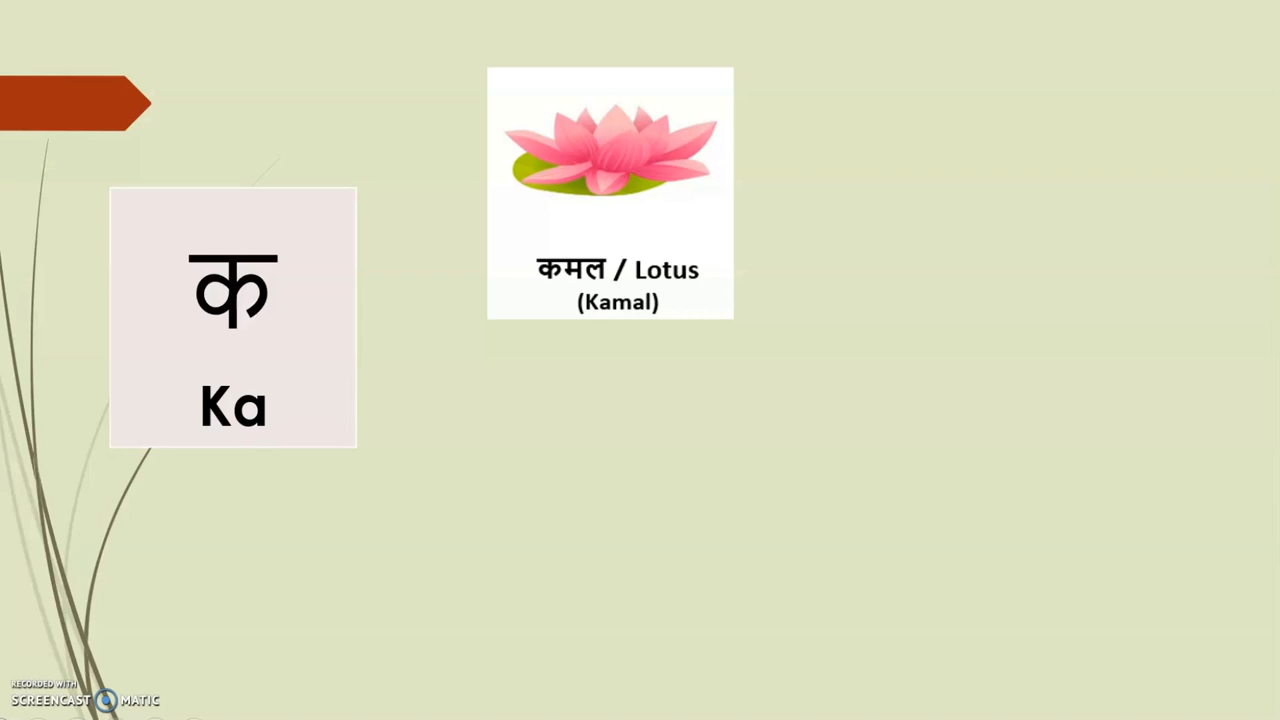 क
Ka
कमल / Lotus
(Kamal)
RECORDED WITH
SCREENCAST MATIC